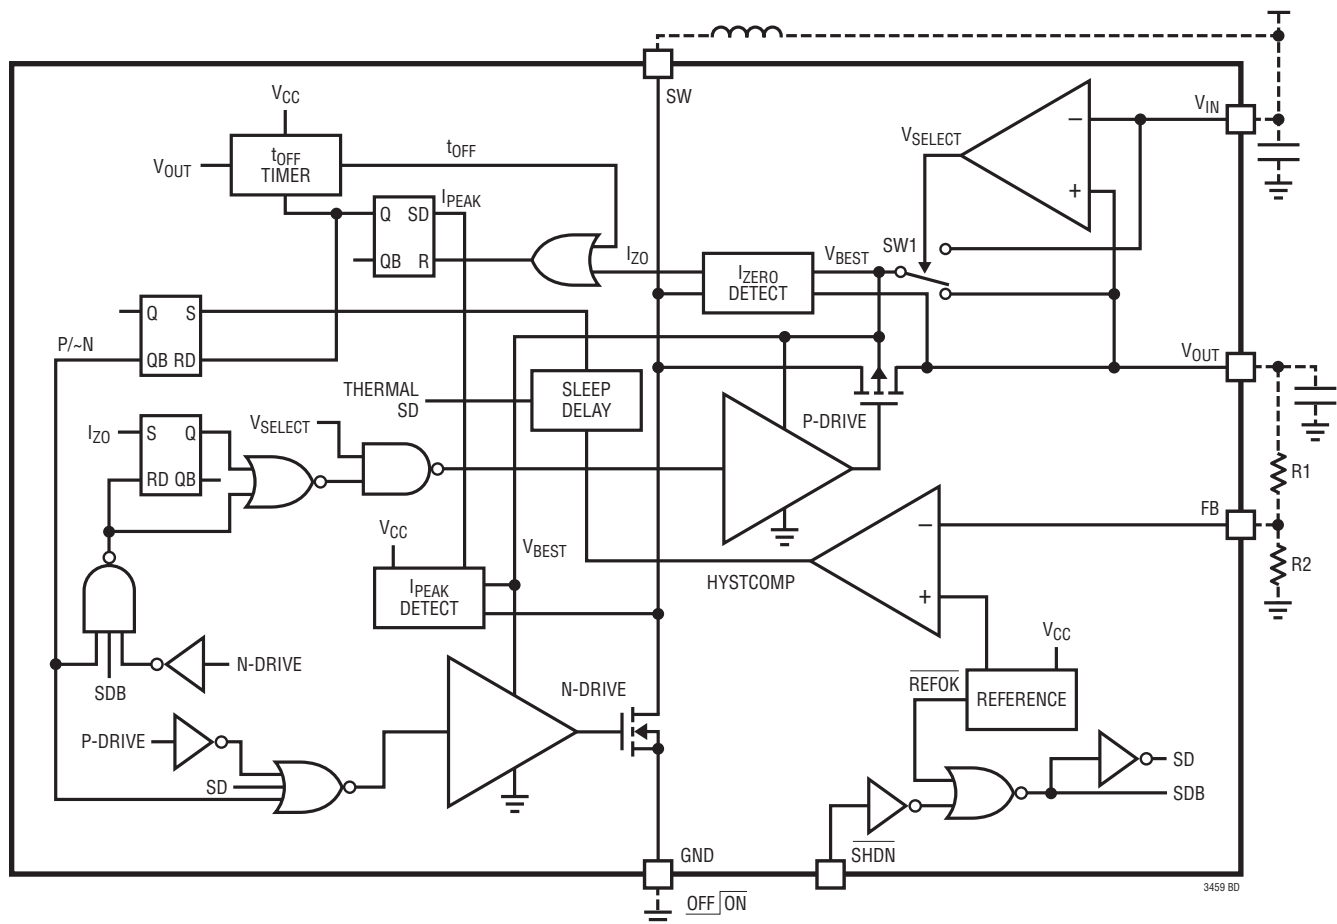 SW
VCC
VIN
tOFF
VSELECT
VOUT
tOFF
TIMER
IPEAK
Q SD
QB R
IZO
IZERO
DETECT
VBEST
SW1
Q S
QB RD
P/~N
VOUT
THERMAL
SD
SLEEP
DELAY
P-DRIVE
IZO
S Q
RD QB
VSELECT
R1
FB
VCC
VBEST
IPEAK
DETECT
HYSTCOMP
R2
VCC
N-DRIVE
SDB
N-DRIVE
REFOK
REFERENCE
P-DRIVE
SD
SD
SDB
GND
SHDN
OFF ON
3459 BD